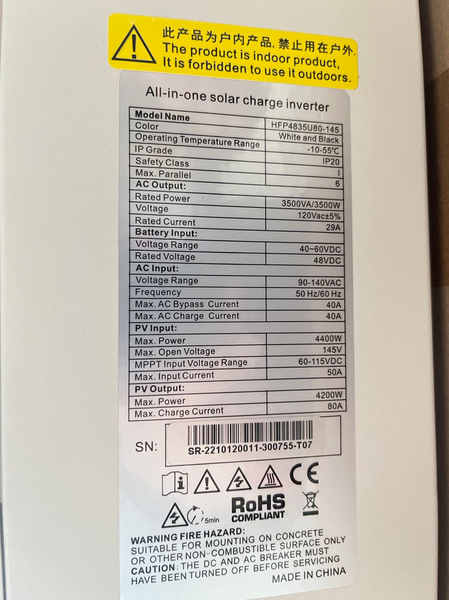 此产品为户内产品,禁止用在户外.
The product is indoor product,
It is forbidden to use it outdoors.
All-in-one solar charge inverter
Model Name HFP4835U80-145
Color White and Black
Operating Temperature Range -10-55℃
IP Grade IP20
Safety Class I
Max. Parallel 6
AC Output:
Rated Power 3500VA/3500W
Voltage 120Vac±5%
Rated Current 29A
Battery Input:
Voltage Range 40~60VDC
Rated Voltage 48VDC
AC Input:
Voltage Range 90-140VAC
Frequency 50 Hz/60 Hz
Max. AC Bypass Current 40A
Max. AC Charge Current 40A
PV Input:
Max. Power 4400W
Max. Open Voltage 145V
MPPT Input Voltage Range 60-115VDC
Max. Input Current 50A
PV Output:
Max. Power 4200W
Max. Charge Current 80A
SN:
SR-2210120011-300755-T07
CE
5min
RoHS
COMPLIANT
WARNING FIRE HAZARD:
SUITABLE FOR MOUNTING ON CONCRETE
OR OTHER NON-COMBUSTIBLE SURFACE ONLY
CAUTION: THE DC AND AC BREAKER MUST
HAVE BEEN TURNED OFF BEFORE SERVICING
MADE IN CHINA